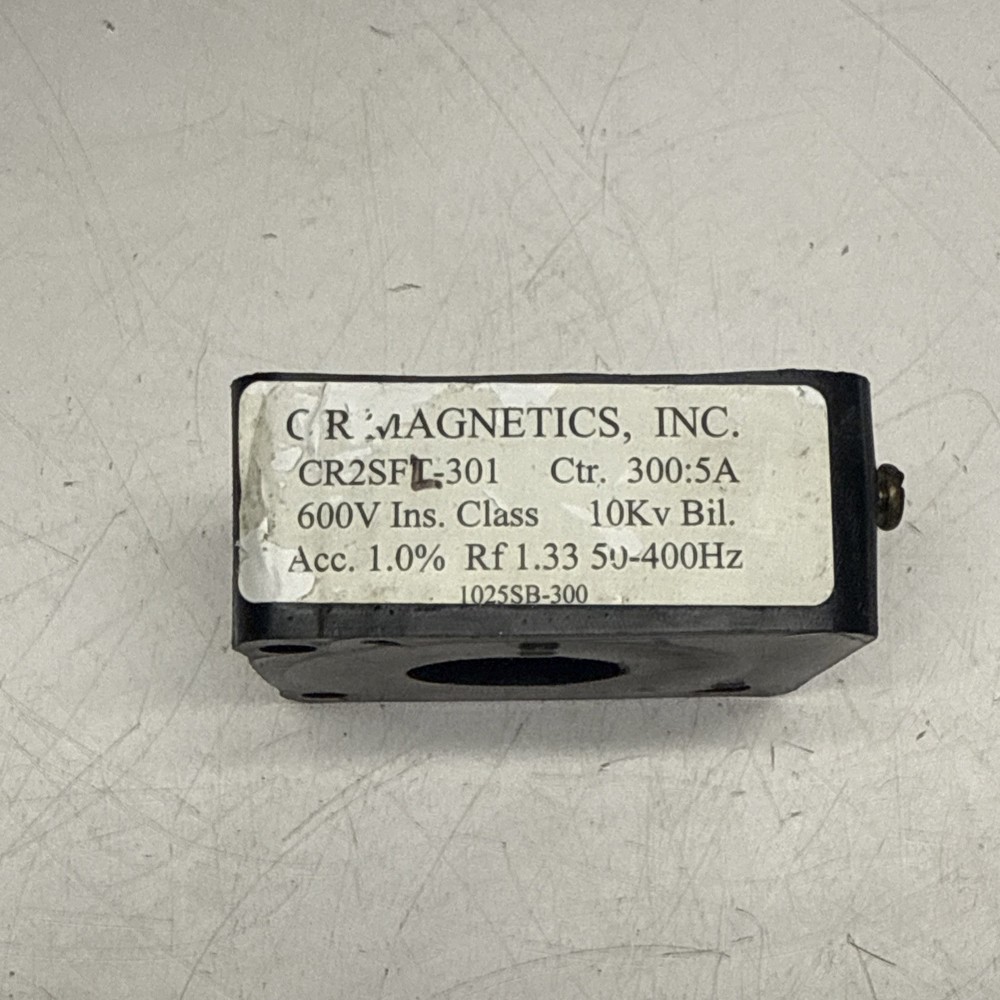 CR MAGNETICS, INC.
CR2SFT-301 Ctr. 300:5A
600V Ins. Class 10Kv Bil.
Acc. 1.0% Rf 1.33 50-400Hz
1025SB-300